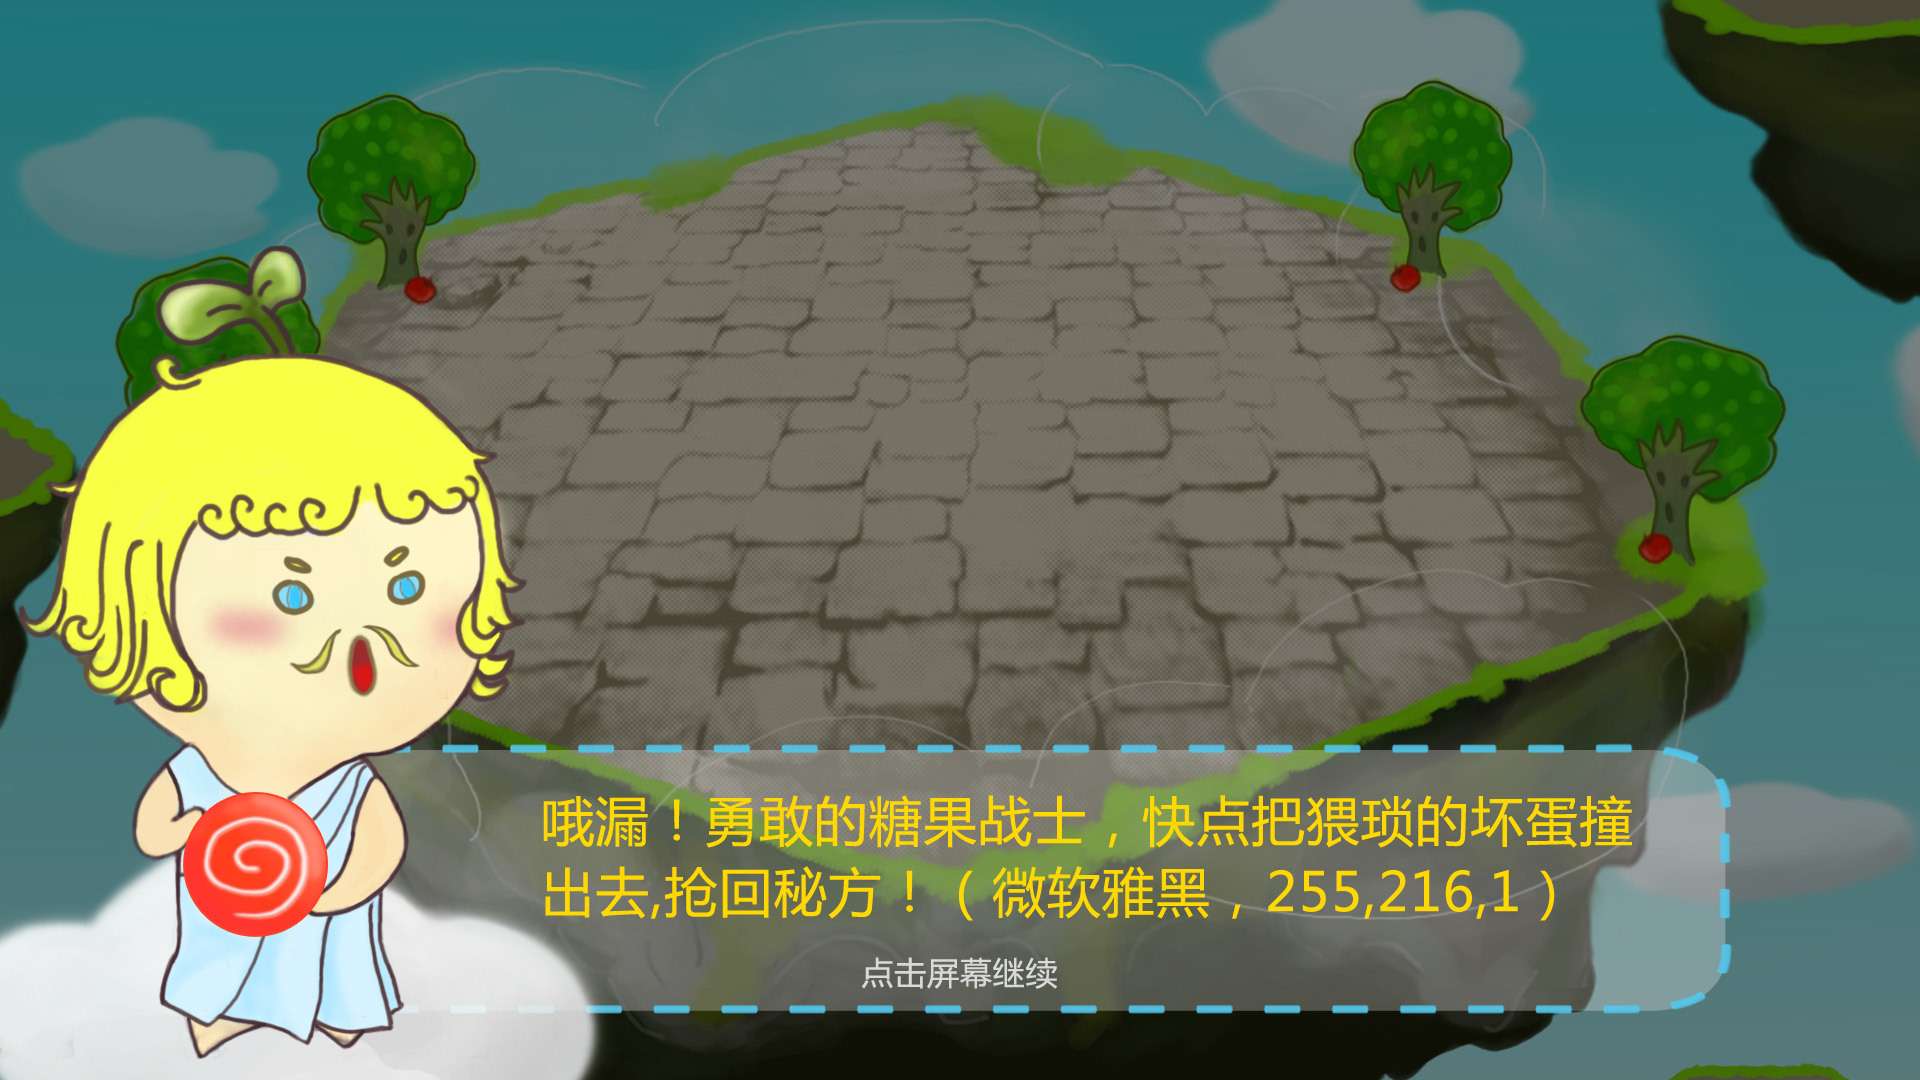 哦漏！勇敢的糖果战士，快点把猥琐的坏蛋撞
出去,抢回秘方！（微软雅黑，255,216,1）
点击屏幕继续